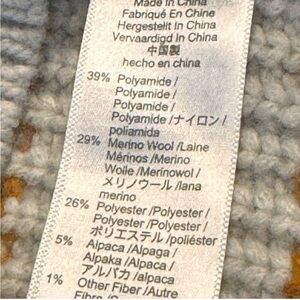 Made in China
Fabriqué En Chine
Hergestellt In China
Vervaardigd In China
中国製
hecho en china
39% Polyamide /
Polyamide /
Polyamide /
Polyamide /ナイロン /
poliamida
29% Merino Wool /Laine
Mérinos /Merino
Wolle /Merinowol /
メリノウール /lana
merino
26% Polyester /Polyester /
Polyester /Polyester /
ポリエステル /poliéster
5% Alpaca /Alpaga /
Alpaka /Alpaca /
アルパカ /alpaca
1% Other Fiber /Autre